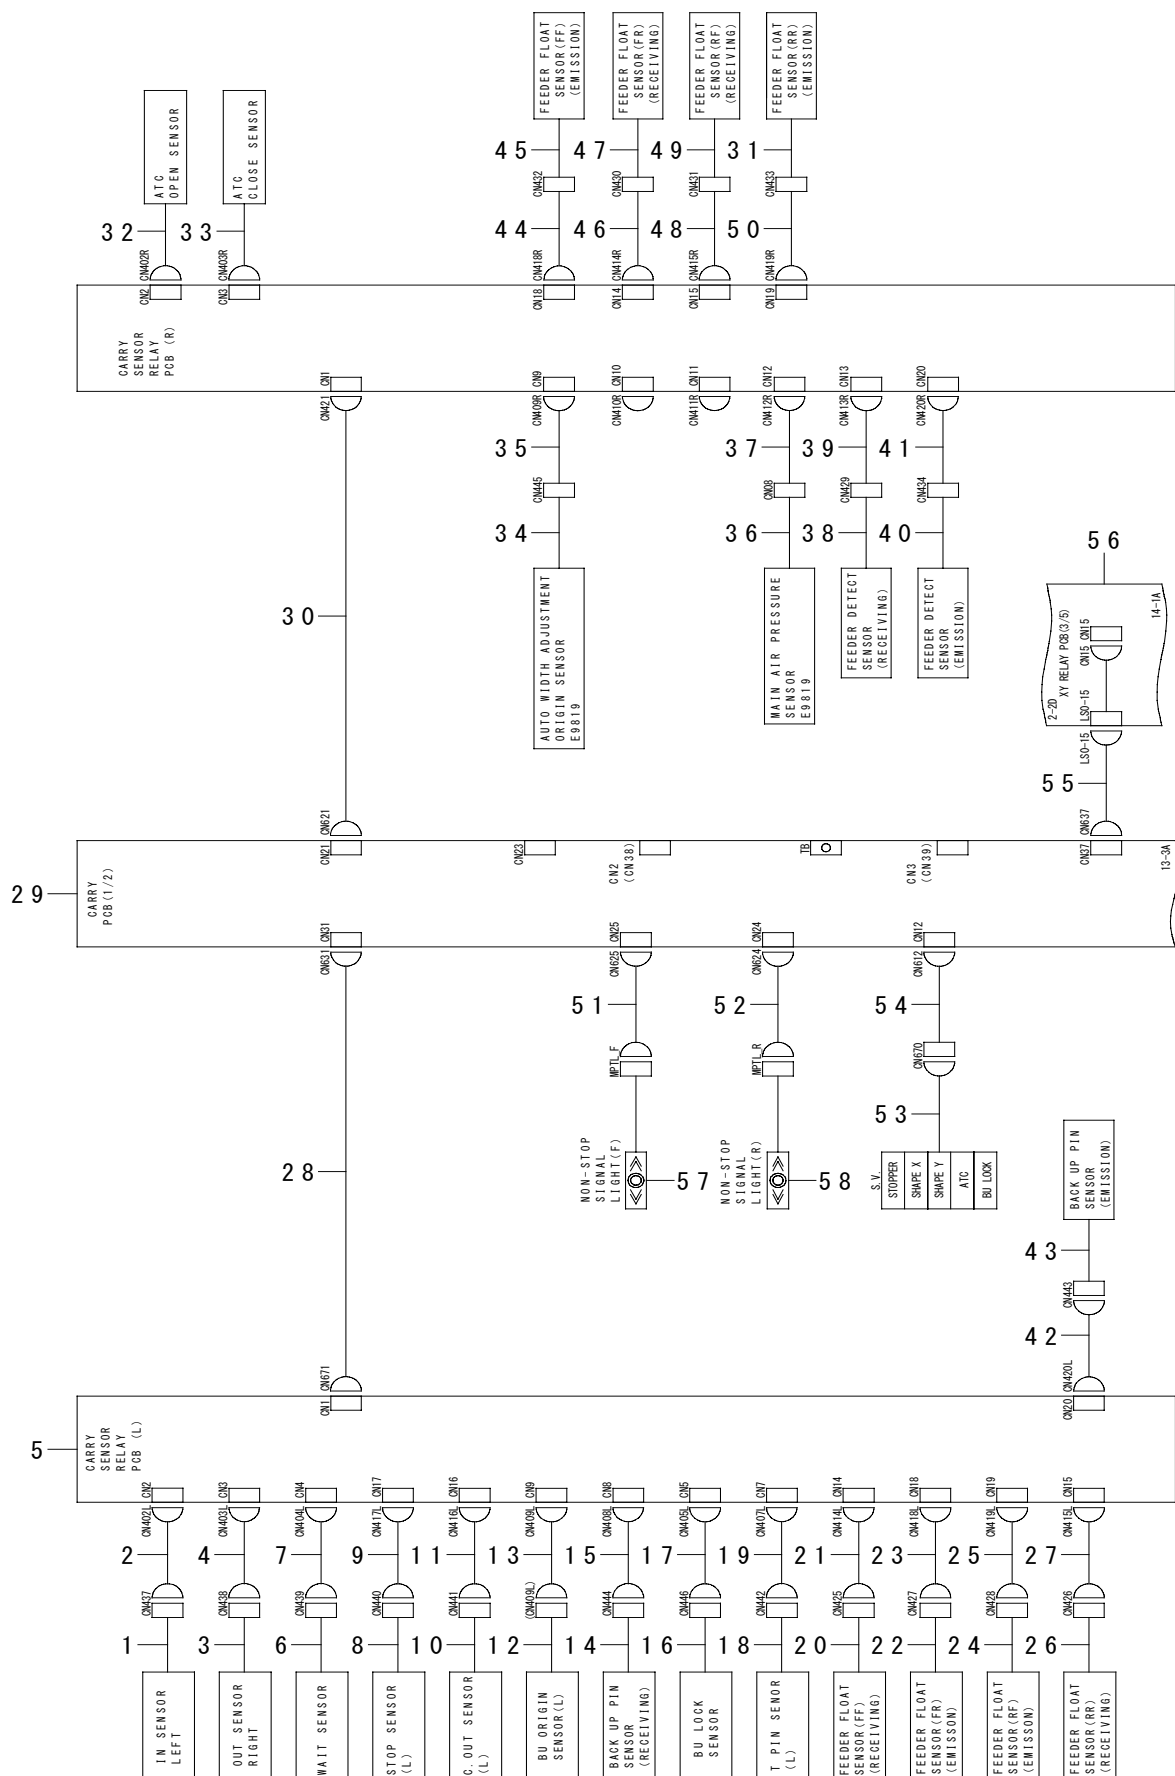 FEEDER FLOAT
SENSOR(FF)
(EMISSION)
FEEDER FLOAT
SENSOR(FR)
(RECEIVING)
FEEDER FLOAT
SENSOR(RF)
(RECEIVING)
FEEDER FLOAT
SENSOR(RR)
(EMISSION)
ATC
OPEN SENSOR
ATC
CLOSE SENSOR
45
47
49
31
CN432
CN430
CN431
CN433
32
33
44
46
48
50
CN402R
CN403R
CN418R
CN414R
CN415R
CN419R
CN2
CN3
CN18
CN14
CN15
CN19
CARRY
SENSOR
RELAY
PCB (R)
CN1
CN9
CN10
CN11
CN12
CN13
CN20
CN421
CN409R
CN410R
CN411R
CN412R
CN413R
CN420R
35
37
39
41
CN445
CN08
CN429
CN434
34
36
38
40
AUTO WIDTH ADJUSTMENT
ORIGIN SENSOR
E9819
MAIN AIR PRESSURE
SENSOR
E9819
FEEDER DETECT
SENSOR
(RECEIVING)
FEEDER DETECT
SENSOR
(EMISSION)
56
14-1A
2-2D
XY RELAY PCB(3/5)
CN15
CN15
LSO-15
LSO-15
30
55
CN621
CN637
CN21
CN23
CN2
(CN38)
TB
CN3
(CN39)
CN37
13-3A
29
CARRY
PCB(1/2)
CN31
CN25
CN24
CN12
CN631
CN625
CN624
CN612
51
52
54
MPTL_F
MPTL_R
CN670
53
28
NON-STOP
SIGNAL
LIGHT(F)
57
NON-STOP
SIGNAL
LIGHT(R)
58
S.V.
STOPPER
SHAPE X
SHAPE Y
ATC
BU LOCK
BACK UP PIN
SENSOR
(EMISSION)
43
CN443
42
CN671
CN420L
CN1
CN20
5
CARRY
SENSOR
RELAY
PCB (L)
CN2
CN3
CN4
CN17
CN16
CN9
CN8
CN5
CN7
CN14
CN18
CN19
CN15
CN402L
CN403L
CN404L
CN417L
CN416L
CN409L
CN408L
CN405L
CN407L
CN414L
CN418L
CN419L
CN415L
2
4
7
9
11
13
15
17
19
21
23
25
27
CN437
CN438
CN439
CN440
CN441
(CN409L)
CN444
CN446
CN442
CN425
CN427
CN428
CN426
1
3
6
8
10
12
14
16
18
20
22
24
26
IN SENSOR
LEFT
OUT SENSOR
RIGHT
WAIT SENSOR
STOP SENSOR
(L)
C.OUT SENSOR
(L)
BU ORIGIN
SENSOR(L)
BACK UP PIN
SENSOR
(RECEIVING)
BU LOCK
SENSOR
T PIN SENOR
(L)
FEEDER FLOAT
SENSOR(FF)
(RECEIVING)
FEEDER FLOAT
SENSOR(FR)
(EMISSON)
FEEDER FLOAT
SENSOR(RF)
(EMISSON)
FEEDER FLOAT
SENSOR(RR)
(RECEIVING)